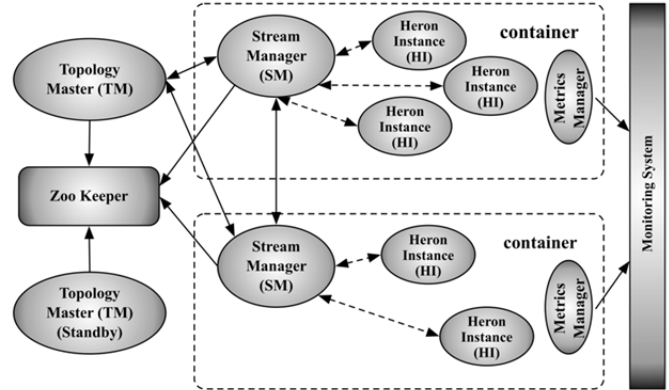 Topology
Master (TM)
Zoo Keeper
Topology
Master (TM)
(Standby)
Stream
Manager
(SM)
Heron
Instance
(HI)
Heron
Instance
(HI)
Heron
Instance
(HI)
container
Metrics
Manager
Stream
Manager
(SM)
Heron
Instance
(HI)
Heron
Instance
(HI)
container
Metrics
Manager
Monitoring System